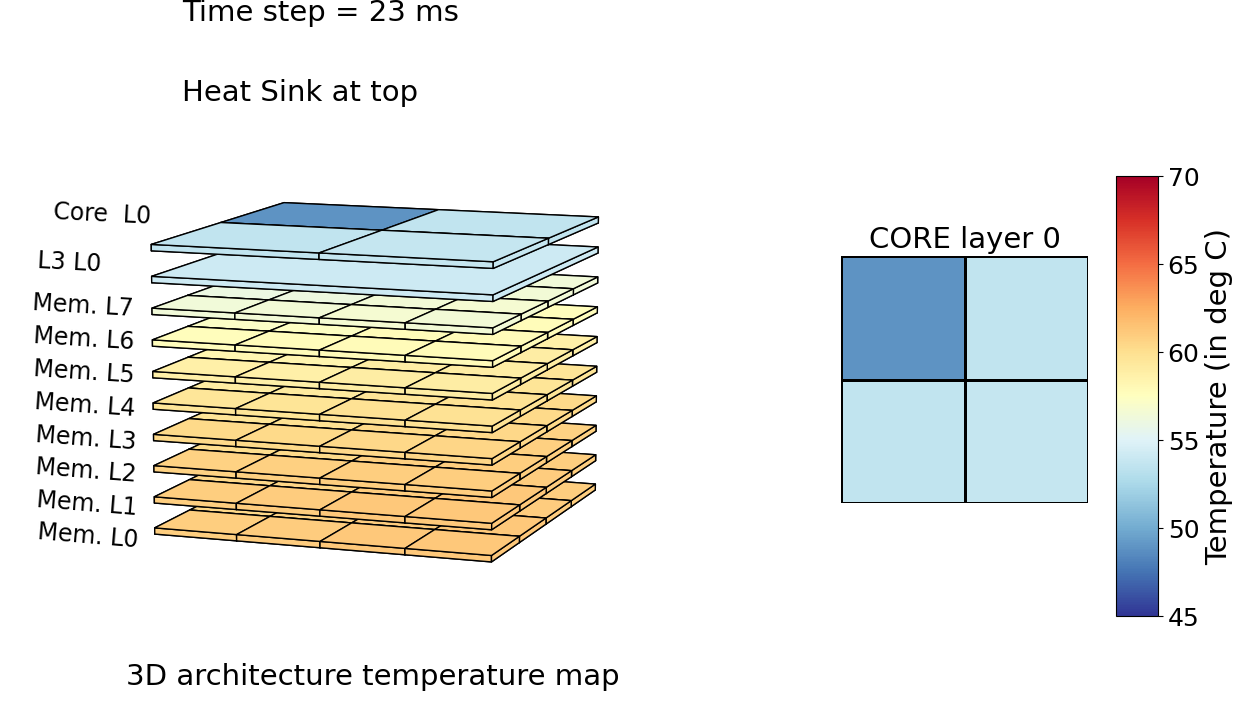 Time step = 23 ms
Heat Sink at top
Core L0
L3 L0
Mem. L7
Mem. L6
Mem. L5
Mem. L4
Mem. L3
Mem. L2
Mem. L1
Mem. L0
3D architecture temperature map
CORE layer 0
70
65
60
55
50
45
Temperature (in deg C)